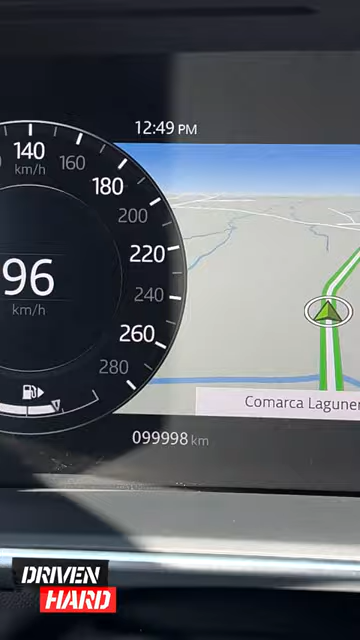 12:49 PM
140
km/h
160
180
200
220
240
260
280
96
km/h
Comarca Laguner
099998 km
DRIVEN
HARD